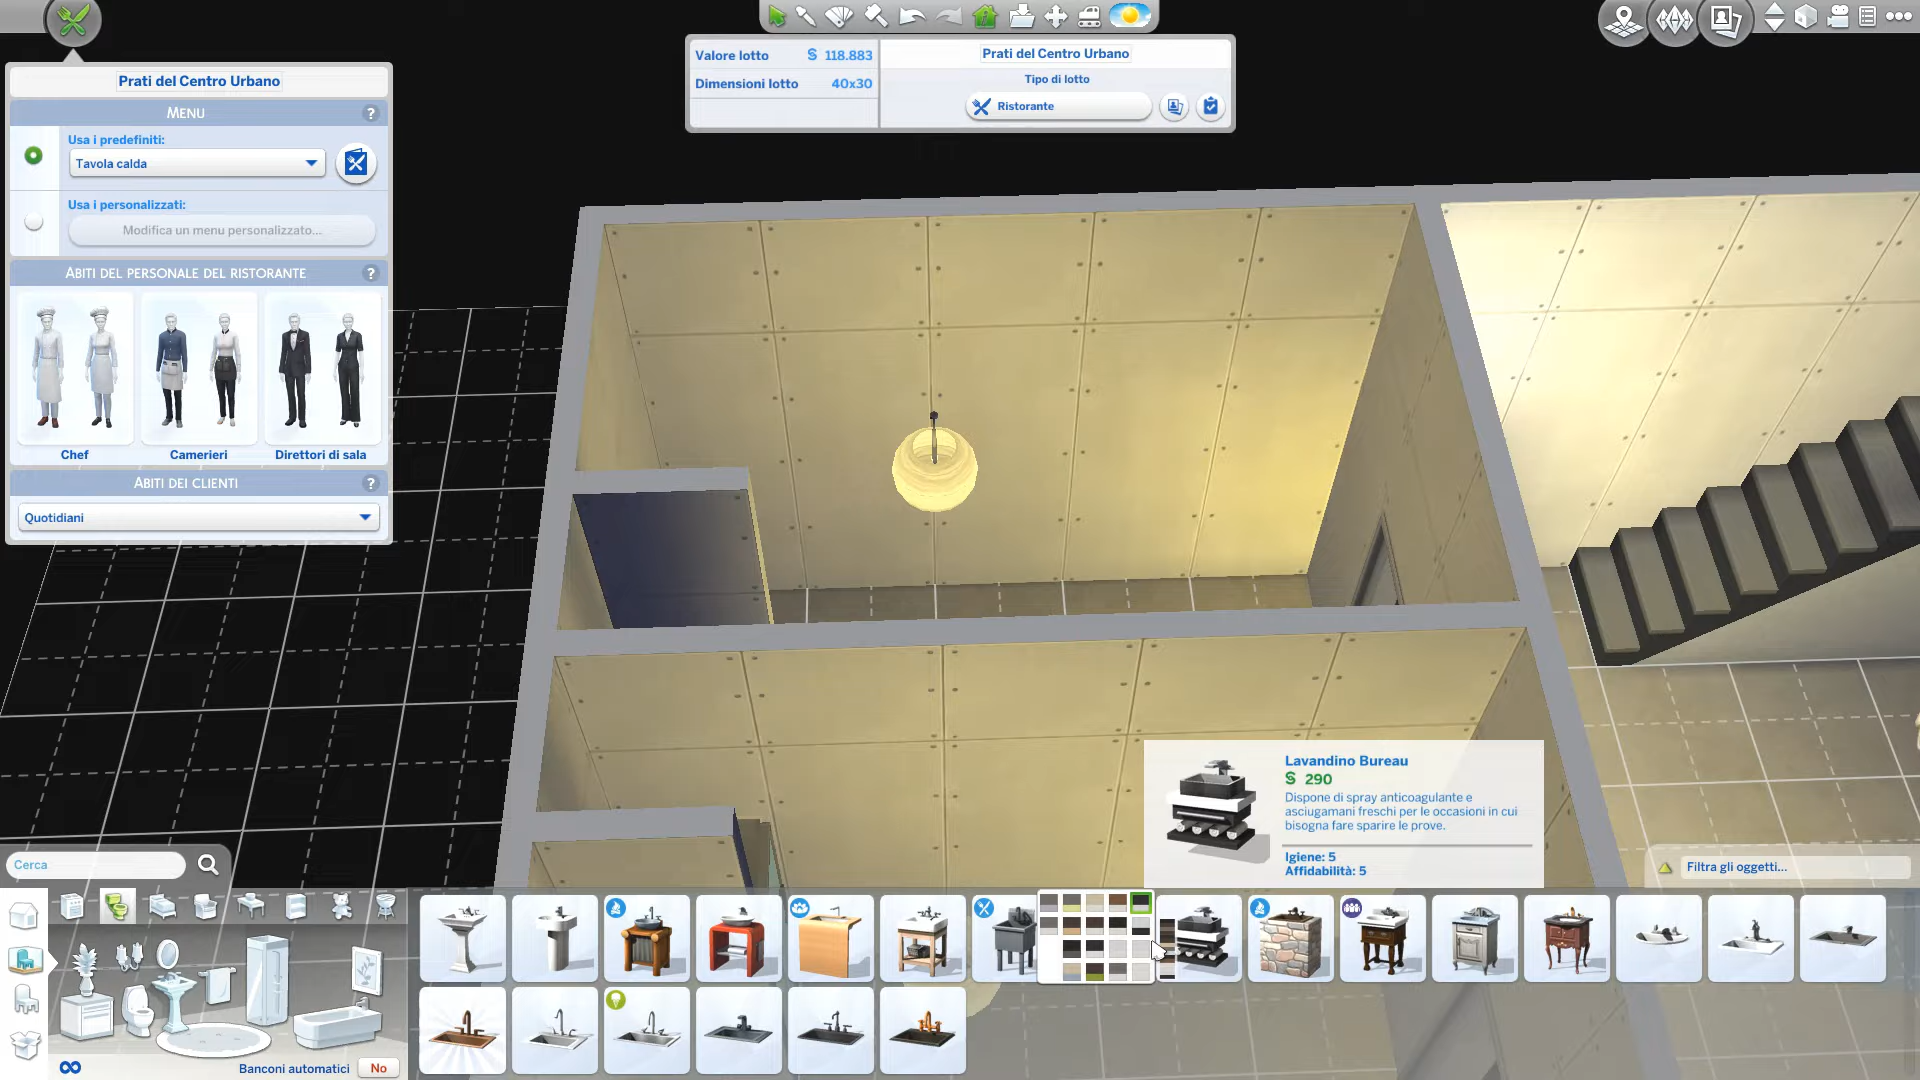 Prati del Centro Urbano
MENU
?
Usa i predefiniti:
Tavola calda
Usa i personalizzati:
Modifica un menu personalizzato...
ABITI DEL PERSONALE DEL RISTORANTE
?
Chef
Camerieri
Direttori di sala
ABITI DEI CLIENTI
?
Quotidiani
Valore lotto
S 118.883
Dimensioni lotto
40x30
Prati del Centro Urbano
Tipo di lotto
Ristorante
Lavandino Bureau
S 290
Dispone di spray anticoagulante e
asciugamani freschi per le occasioni in cui
bisogna fare sparire le prove.
Igiene: 5
Affidabilità: 5
Cerca
Filtra gli oggetti...
Banconi automatici
No